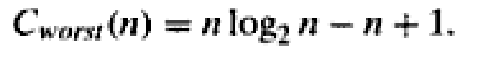 C_worst(n) = n log₂ n − n + 1.